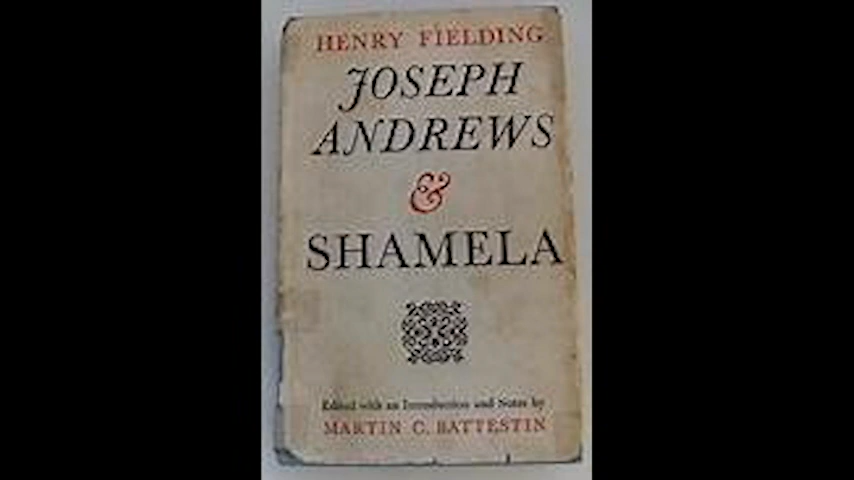 HENRY FIELDING
JOSEPH
ANDREWS
&
SHAMELA
Edited with an Introduction and Notes by
MARTIN C. BATTESTIN